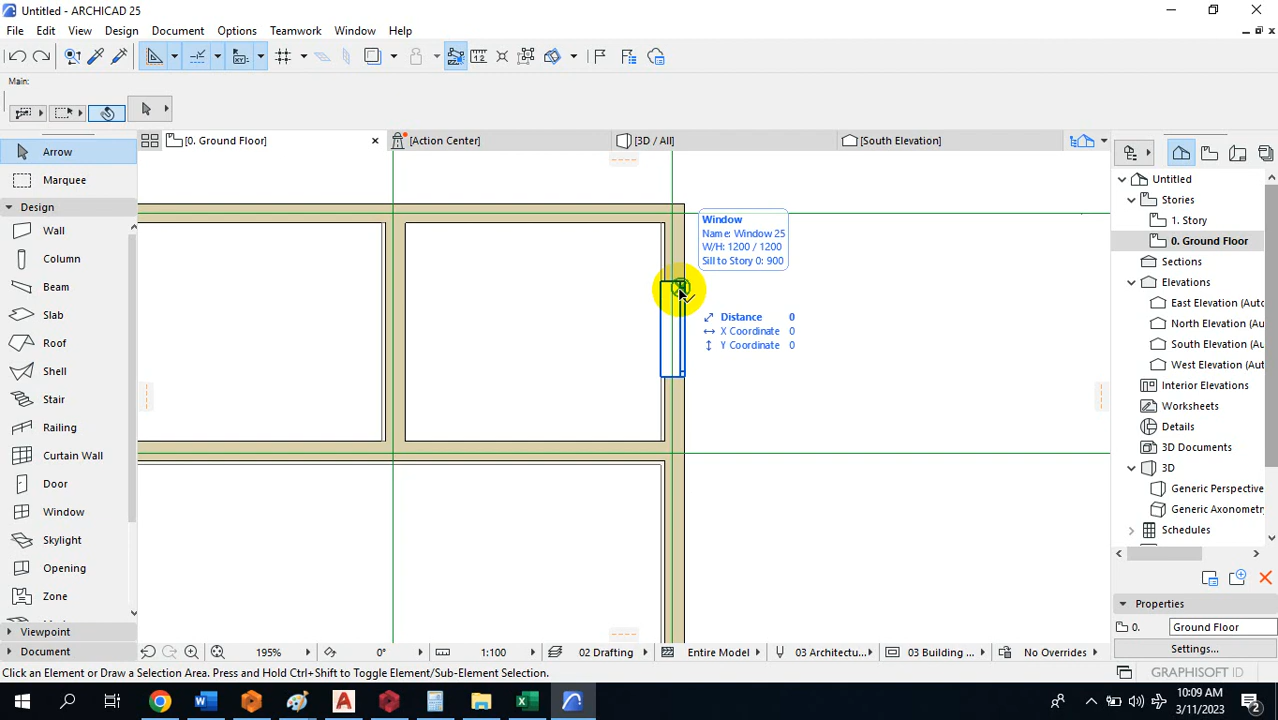 Untitled - ARCHICAD 25
File Edit View Design Document Options Teamwork Window Help
Main:
[0. Ground Floor]
[Action Center]
[3D / All]
[South Elevation]
Arrow
Marquee
Design
Wall
Column
Beam
Slab
Roof
Shell
Stair
Railing
Curtain Wall
Door
Window
Skylight
Opening
Zone
Viewpoint
Document
Window
Name: Window 25
W/H: 1200 / 1200
Sill to Story 0: 900
Distance 0
X Coordinate 0
Y Coordinate 0
Untitled
Stories
1. Story
0. Ground Floor
Sections
Elevations
East Elevation (Auto
North Elevation (Au
South Elevation (Au
West Elevation (Aut
Interior Elevations
Worksheets
Details
3D Documents
3D
Generic Perspective
Generic Axonometry
Schedules
Properties
0. Ground Floor
Settings...
195% 0° 1:100 02 Drafting Entire Model 03 Architectu... 03 Building ... No Overrides
Click an Element or Draw a Selection Area. Press and Hold Ctrl+Shift to Toggle Element/Sub-Element Selection.
GRAPHISOFT ID
10:09 AM
3/11/2023
2